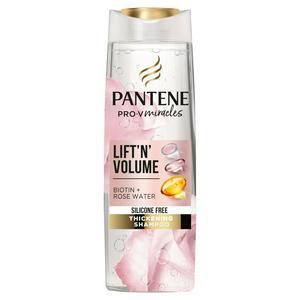 PANTENE
PRO-V miracles
LIFT'N'
VOLUME
BIOTIN +
ROSE WATER
SILICONE FREE
THICKENING
SHAMPOO